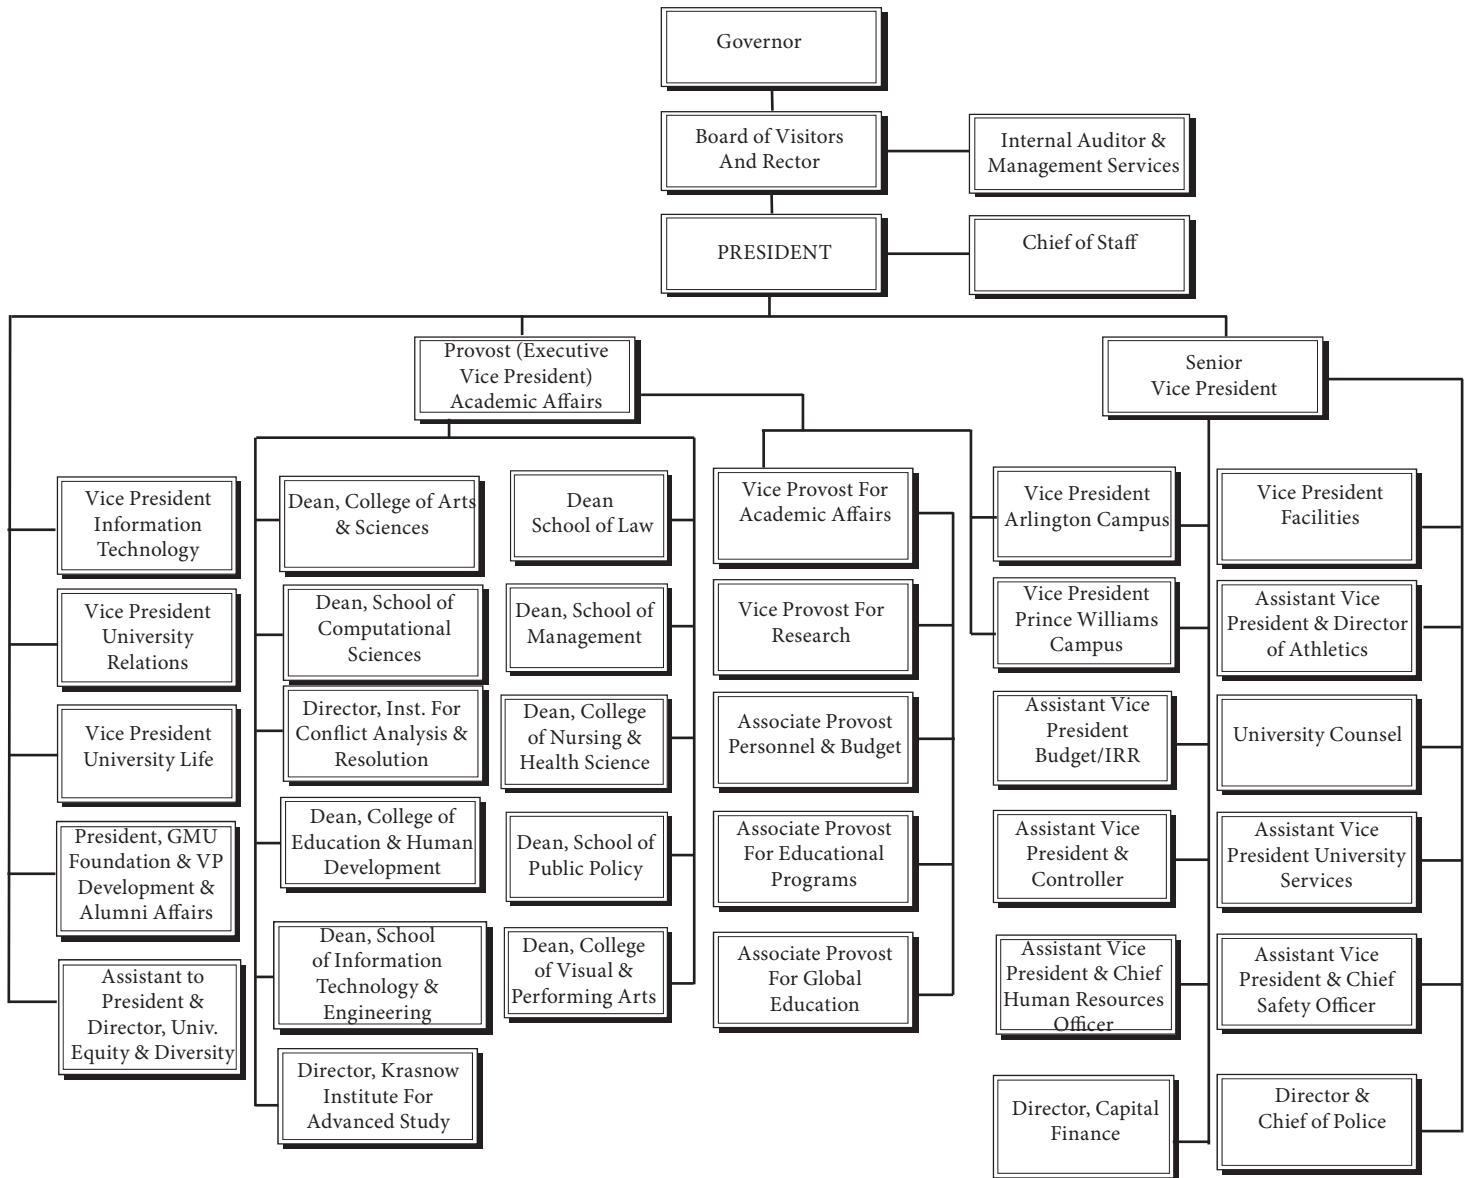 Governor
Board of Visitors
And Rector
Internal Auditor &
Management Services
PRESIDENT
Chief of Staff
Provost (Executive
Vice President)
Academic Affairs
Senior
Vice President
Vice President
Information
Technology
Vice President
University
Relations
Vice President
University Life
President, GMU
Foundation & VP
Development &
Alumni Affairs
Assistant to
President &
Director, Univ.
Equity & Diversity
Dean, College of Arts
& Sciences
Dean, School of
Computational
Sciences
Director, Inst. For
Conflict Analysis &
Resolution
Dean, College of
Education & Human
Development
Dean, School
of Information
Technology &
Engineering
Director, Krasnow
Institute For
Advanced Study
Dean
School of Law
Dean, School of
Management
Dean, College
of Nursing &
Health Science
Dean, School of
Public Policy
Dean, College
of Visual &
Performing Arts
Vice Provost For
Academic Affairs
Vice Provost For
Research
Associate Provost
Personnel & Budget
Associate Provost
For Educational
Programs
Associate Provost
For Global
Education
Vice President
Arlington Campus
Vice President
Prince Williams
Campus
Assistant Vice
President
Budget/IRR
Assistant Vice
President &
Controller
Assistant Vice
President & Chief
Human Resources
Officer
Director, Capital
Finance
Vice President
Facilities
Assistant Vice
President & Director
of Athletics
University Counsel
Assistant Vice
President University
Services
Assistant Vice
President & Chief
Safety Officer
Director &
Chief of Police